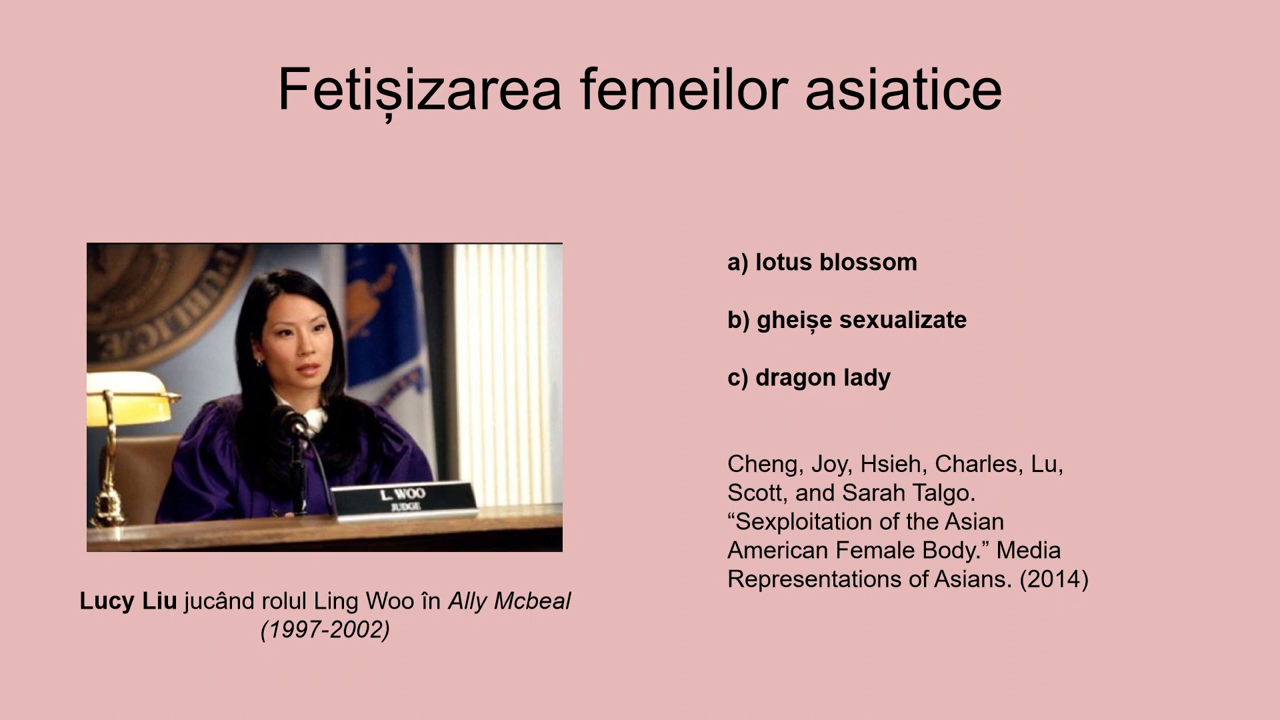 Fetișizarea femeilor asiatice
PUBLICE
L. WOO
JUDGE
Lucy Liu jucând rolul Ling Woo în Ally Mcbeal
(1997-2002)
a) lotus blossom
b) gheișe sexualizate
c) dragon lady
Cheng, Joy, Hsieh, Charles, Lu,
Scott, and Sarah Talgo.
“Sexploitation of the Asian
American Female Body.” Media
Representations of Asians. (2014)